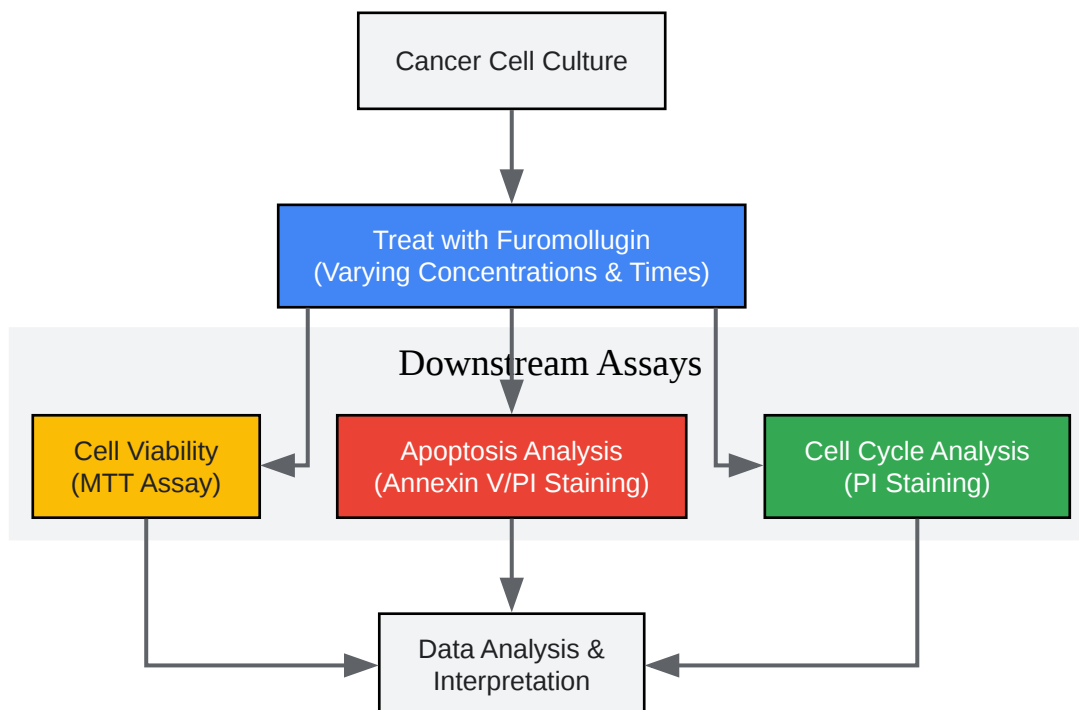 Cancer Cell Culture
Treat with Furomollugin
(Varying Concentrations & Times)
Downstream Assays
Cell Viability
(MTT Assay)
Apoptosis Analysis
(Annexin V/PI Staining)
Cell Cycle Analysis
(PI Staining)
Data Analysis &
Interpretation